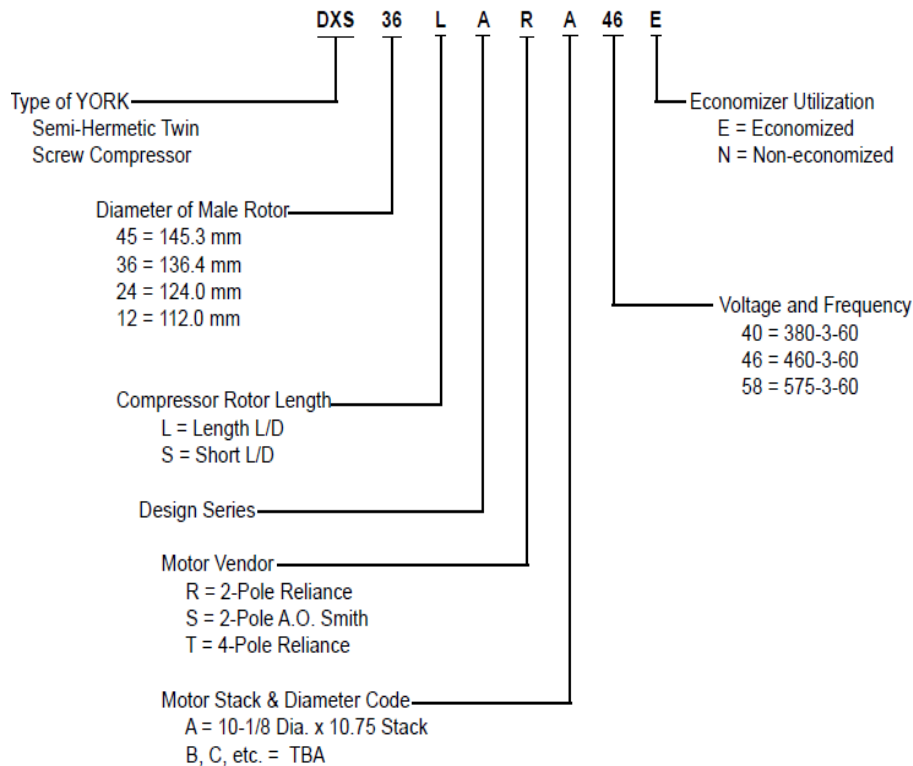 DXS 36 L A R A 46 E
Type of YORK
Semi-Hermetic Twin
Screw Compressor
Economizer Utilization
E = Economized
N = Non-economized
Diameter of Male Rotor
45 = 145.3 mm
36 = 136.4 mm
24 = 124.0 mm
12 = 112.0 mm
Voltage and Frequency
40 = 380-3-60
46 = 460-3-60
58 = 575-3-60
Compressor Rotor Length
L = Length L/D
S = Short L/D
Design Series
Motor Vendor
R = 2-Pole Reliance
S = 2-Pole A.O. Smith
T = 4-Pole Reliance
Motor Stack & Diameter Code
A = 10-1/8 Dia. x 10.75 Stack
B, C, etc. = TBA